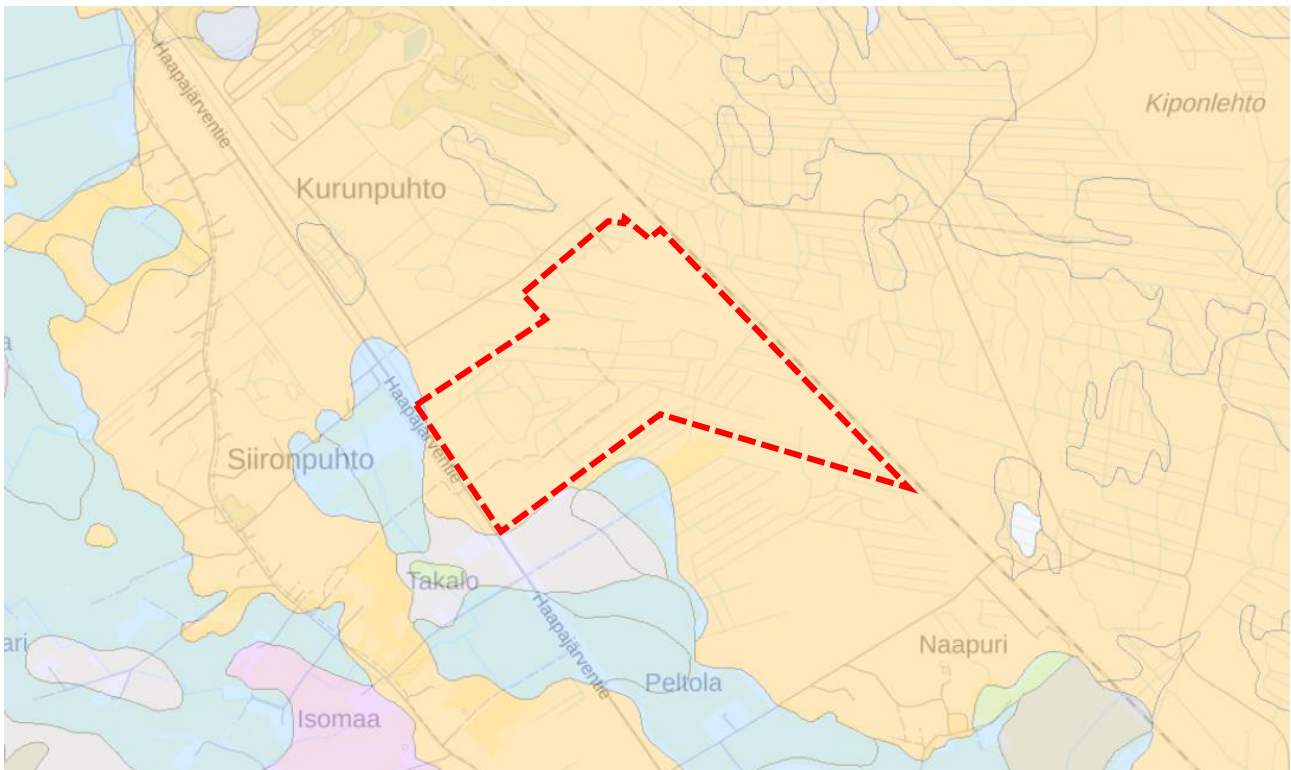 Haapajärventie
Kiponlehto
Kurunpuhto
Haapajärventie
Siironpuhto
Takalo
Haapajärventie
Naapuri
ari
Peltola
Isomaa